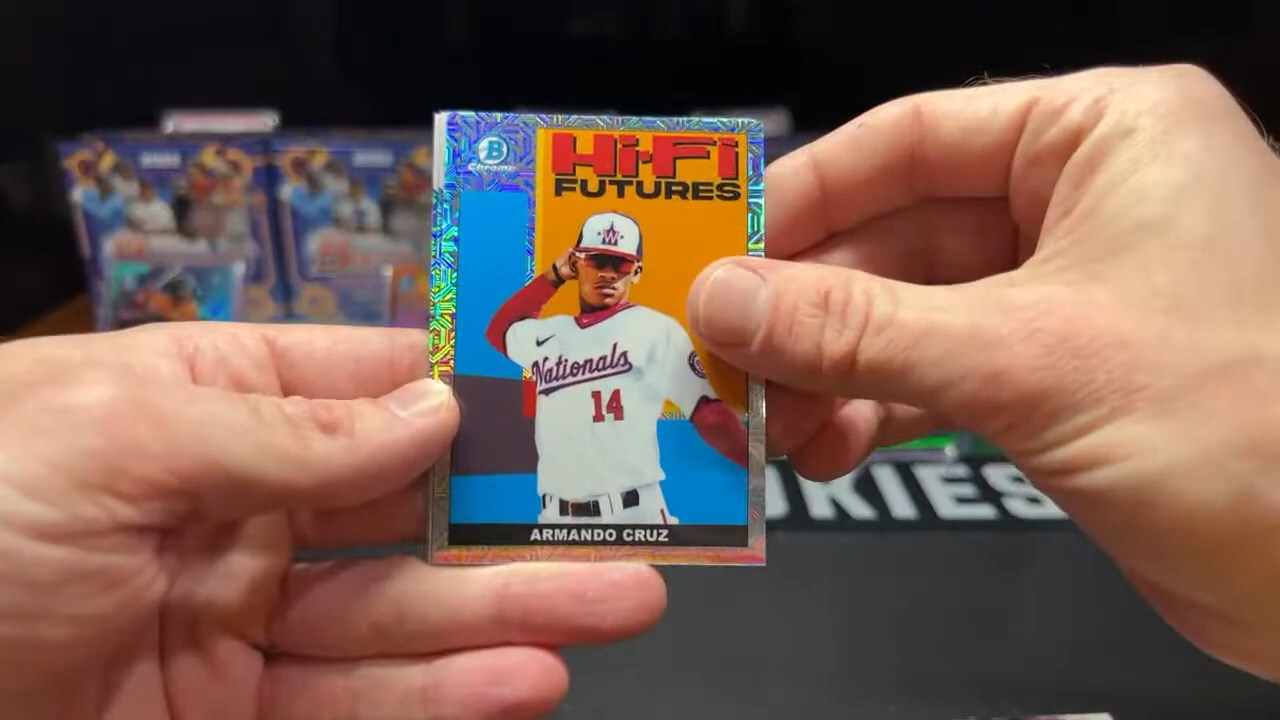 B
Chrome
Hi-Fi
FUTURES
W
Nationals
14
ARMANDO CRUZ
OKIES